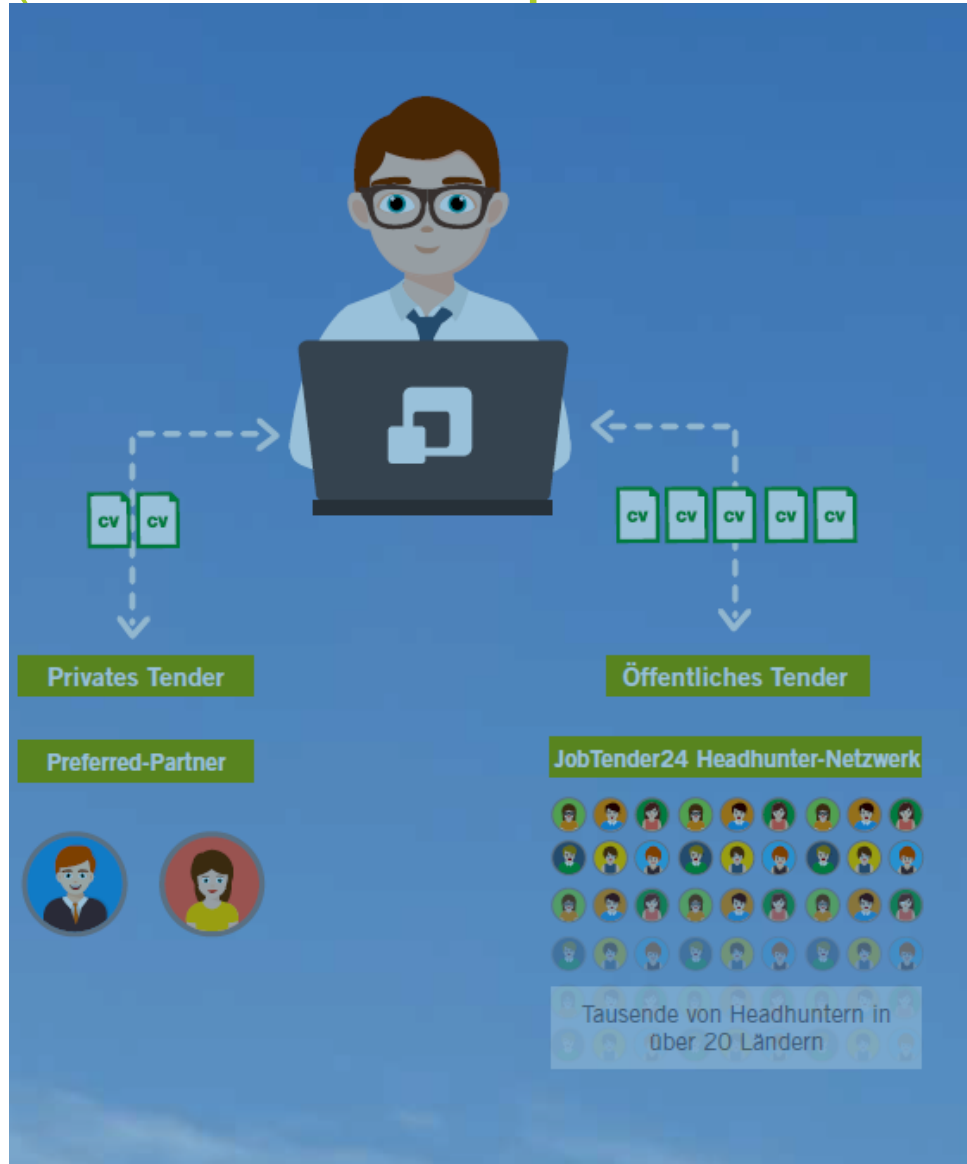 CV CV
CV CV CV CV CV
Privates Tender
Öffentliches Tender
Preferred-Partner
JobTender24 Headhunter-Netzwerk
Tausende von Headhuntern in
über 20 Ländern